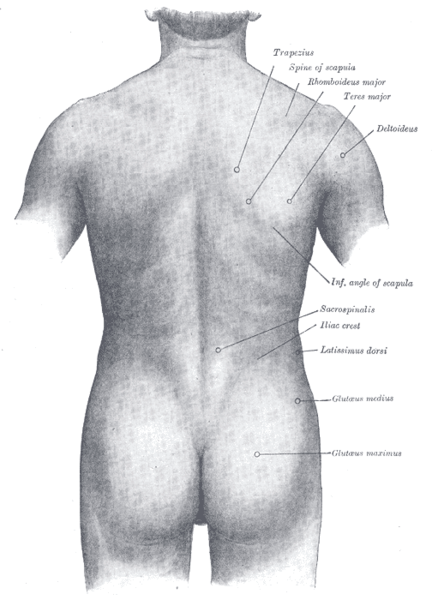 Trapezius
Spine of scapula
Rhomboideus major
Teres major
Deltoideus
Inf. angle of scapula
Sacrospinalis
Iliac crest
Latissimus dorsi
Glutæus medius
Glutæus maximus